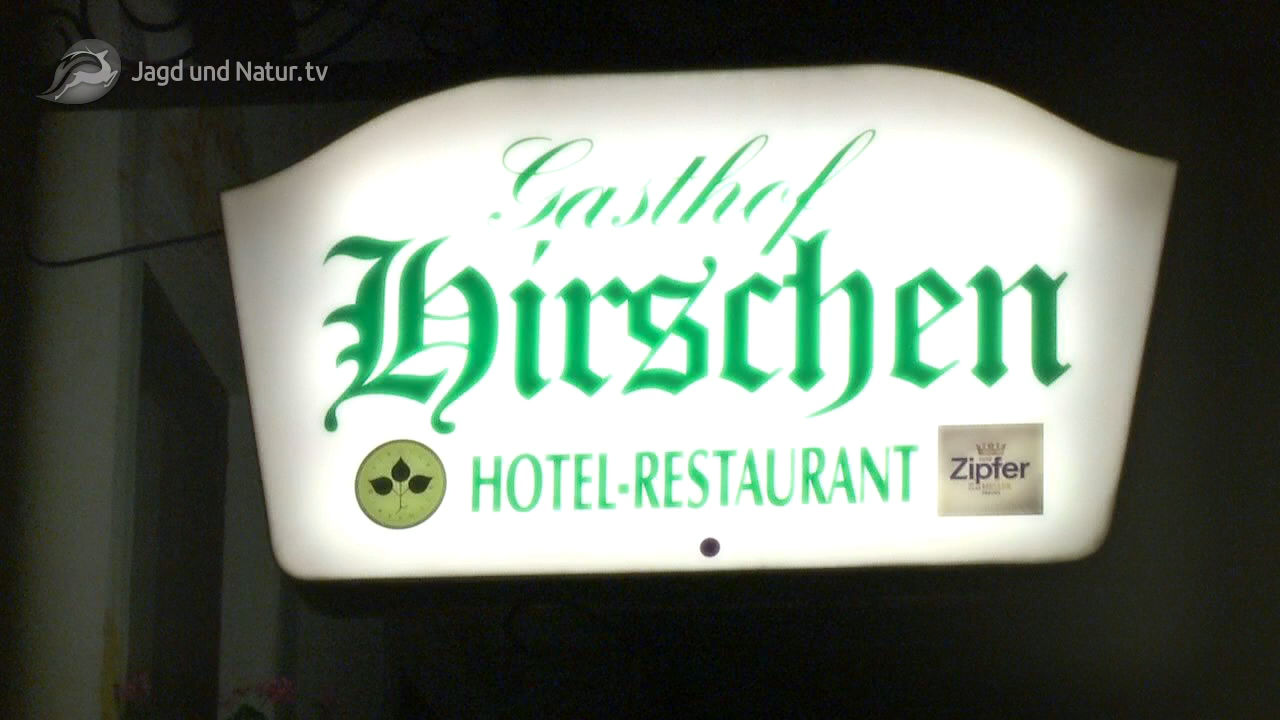 Jagd und Natur.tv
Gasthof
Hirschen
HOTEL-RESTAURANT
Zipfer